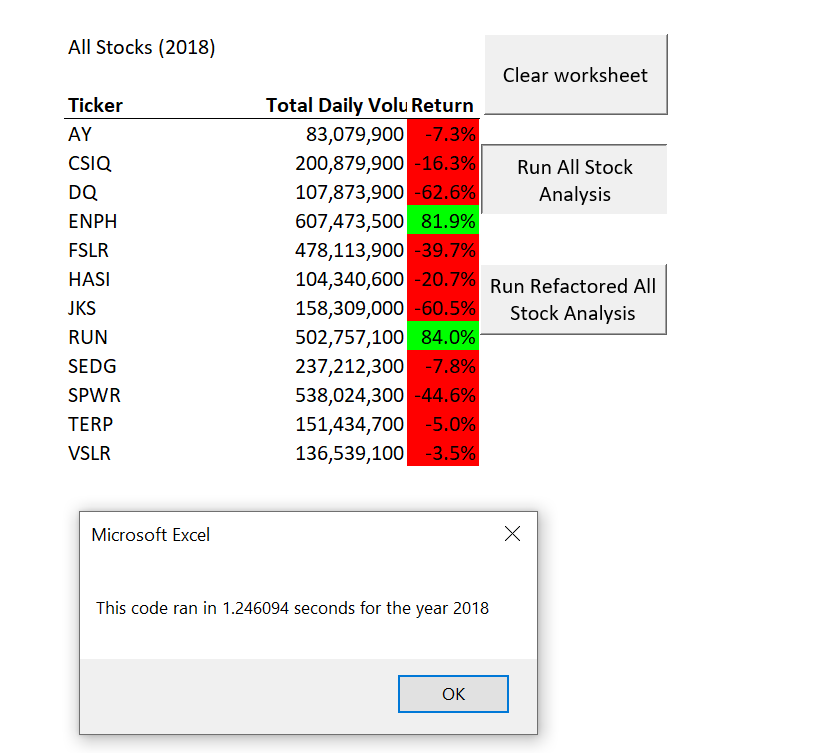 All Stocks (2018)
Clear worksheet
Ticker Total Daily Volu Return
AY 83,079,900 -7.3%
CSIQ 200,879,900 -16.3%
Run All Stock
Analysis
DQ 107,873,900 -62.6%
ENPH 607,473,500 81.9%
FSLR 478,113,900 -39.7%
HASI 104,340,600 -20.7%
Run Refactored All
Stock Analysis
JKS 158,309,000 -60.5%
RUN 502,757,100 84.0%
SEDG 237,212,300 -7.8%
SPWR 538,024,300 -44.6%
TERP 151,434,700 -5.0%
VSLR 136,539,100 -3.5%
Microsoft Excel
This code ran in 1.246094 seconds for the year 2018
OK